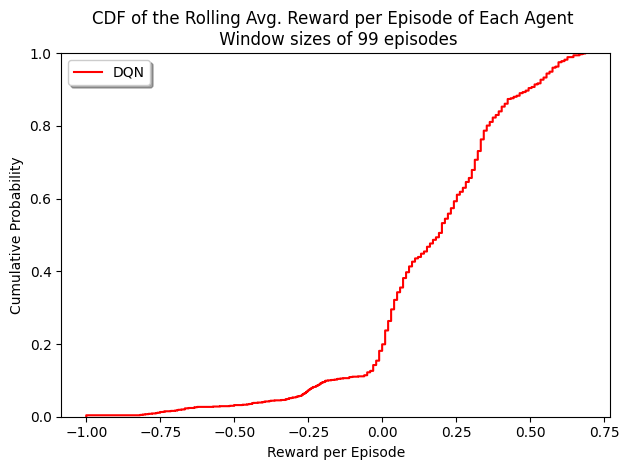 CDF of the Rolling Avg. Reward per Episode of Each Agent
Window sizes of 99 episodes
DQN
Cumulative Probability
1.0
0.8
0.6
0.4
0.2
0.0
−1.00 −0.75 −0.50 −0.25 0.00 0.25 0.50 0.75
Reward per Episode